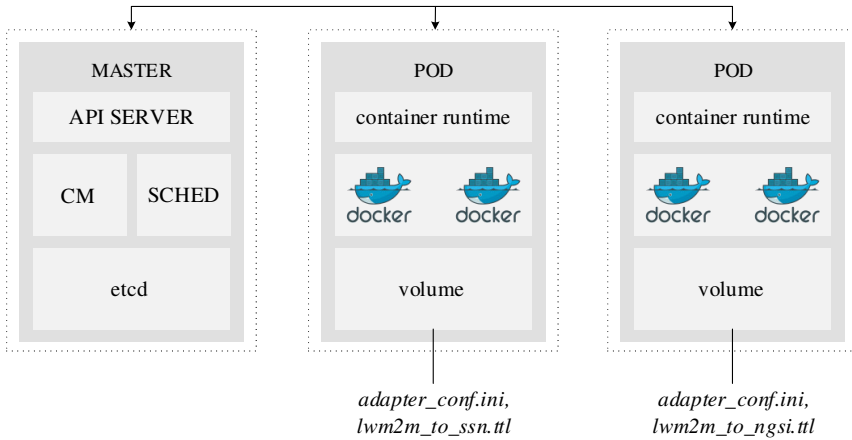 MASTER
API SERVER
CM
SCHED
etcd
POD
container runtime
docker
docker
volume
adapter_conf.ini,
lwm2m_to_ssn.ttl
POD
container runtime
docker
docker
volume
adapter_conf.ini,
lwm2m_to_ngsi.ttl